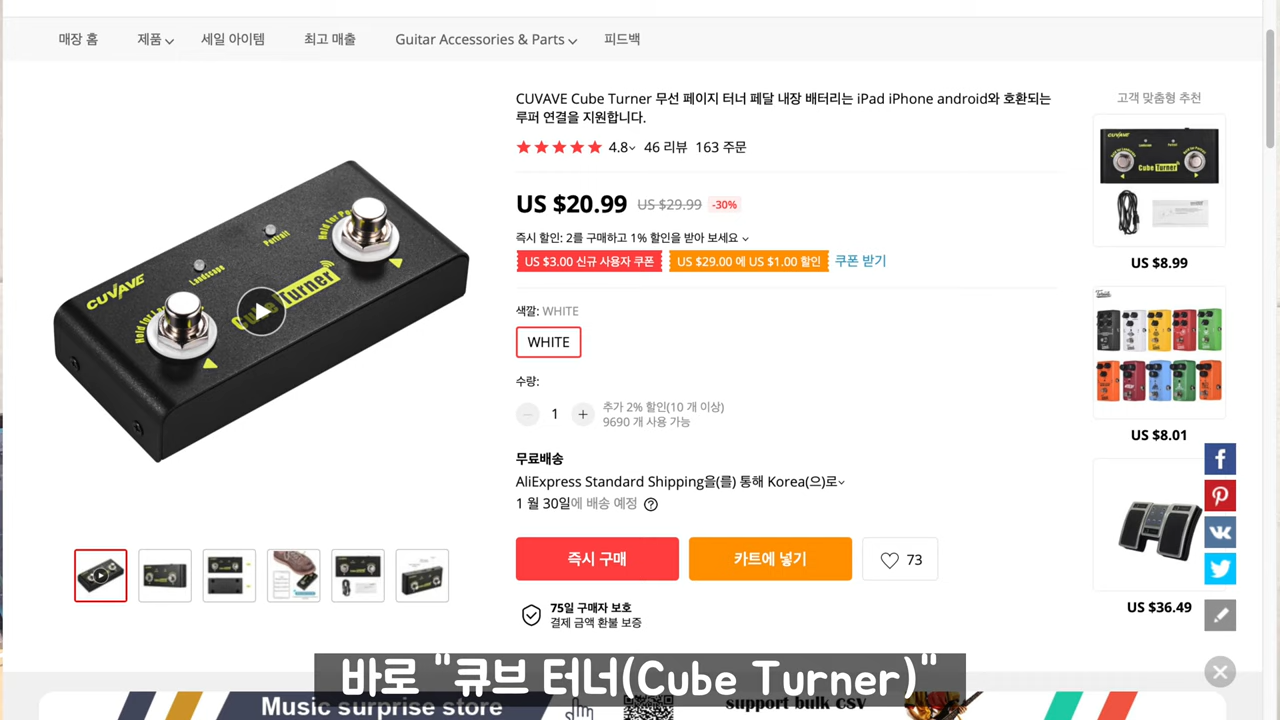 매장 홈
제품
세일 아이템
최고 매출
Guitar Accessories & Parts
피드백
CUVAVE Cube Turner 무선 페이지 터너 페달 내장 배터리는 iPad iPhone android와 호환되는
루퍼 연결을 지원합니다.
4.8 46 리뷰 163 주문
US $20.99 US $29.99 -30%
즉시 할인: 2를 구매하고 1% 할인을 받아 보세요
US $3.00 신규 사용자 쿠폰 US $29.00 에 US $1.00 할인 쿠폰 받기
색깔: WHITE
WHITE
수량:
1
추가 2% 할인(10 개 이상)
9690 개 사용 가능
무료배송
AliExpress Standard Shipping을(를) 통해 Korea(으)로
1 월 30일에 배송 예정
즉시 구매
카트에 넣기
73
75일 구매자 보호
결제 금액 환불 보증
CUVAVE
Landscape
Portrait
Hold for
Hold for Po
Cube Turner
고객 맞춤형 추천
CUVAVE
Cube Turner
US $8.99
US $8.01
US $36.49
바로 "큐브 터너(Cube Turner)"
Music surprise store
support bulk CSV